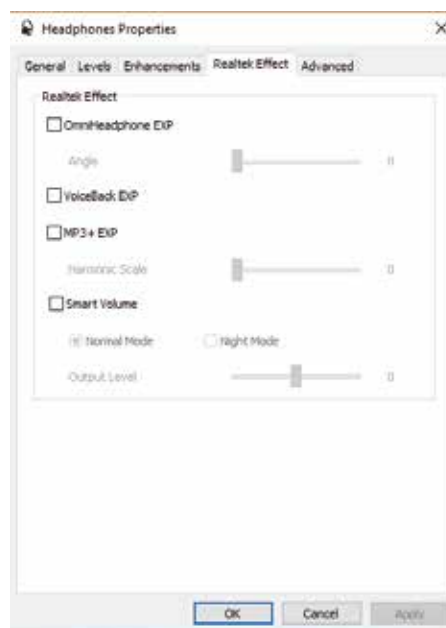 Headphones Properties
General Levels Enhancements Realtek Effect Advanced
Realtek Effect
OmniHeadphone EXP
Angle 0
VoiceBack EXP
MP3+ EXP
Harmonic Scale 0
Smart Volume
Normal Mode Night Mode
Output Level 0
OK Cancel Apply